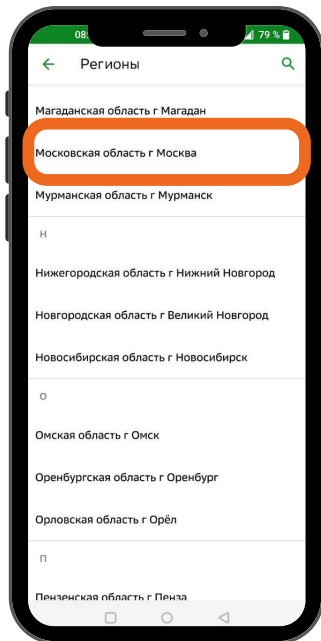 08:
79 %
Регионы
Магаданская область г Магадан
Московская область г Москва
Мурманская область г Мурманск
Н
Нижегородская область г Нижний Новгород
Новгородская область г Великий Новгород
Новосибирская область г Новосибирск
О
Омская область г Омск
Оренбургская область г Оренбург
Орловская область г Орёл
П
Пензенская область г Пенза